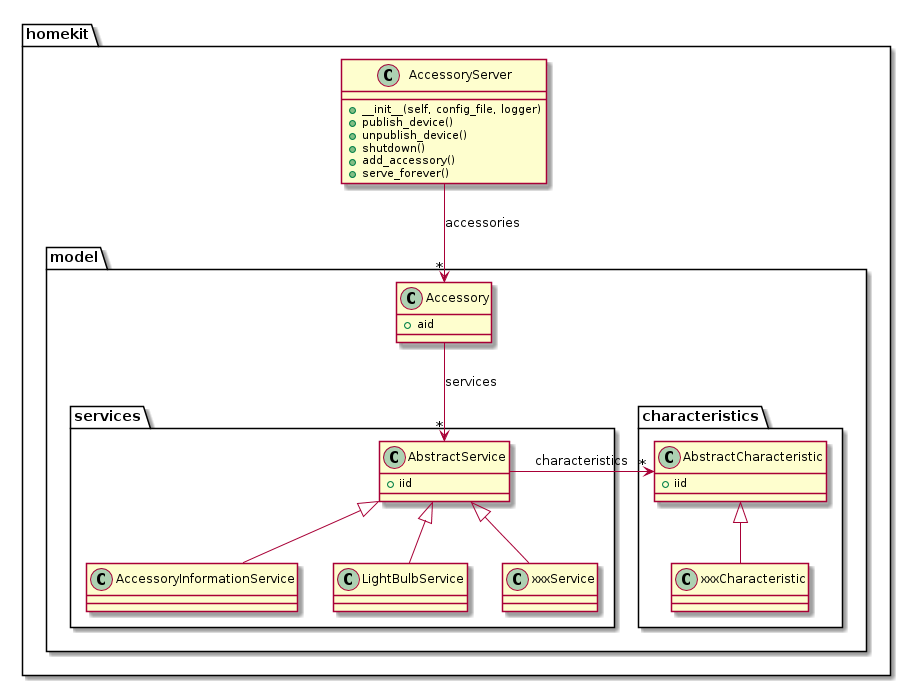 homekit
C AccessoryServer
__init__(self, config_file, logger)
publish_device()
unpublish_device()
shutdown()
add_accessory()
serve_forever()
accessories
model
*
C Accessory
aid
services
services
characteristics
*
C AbstractService
iid
characteristics
*
C AbstractCharacteristic
iid
C AccessoryInformationService
C LightBulbService
C xxxService
C xxxCharacteristic